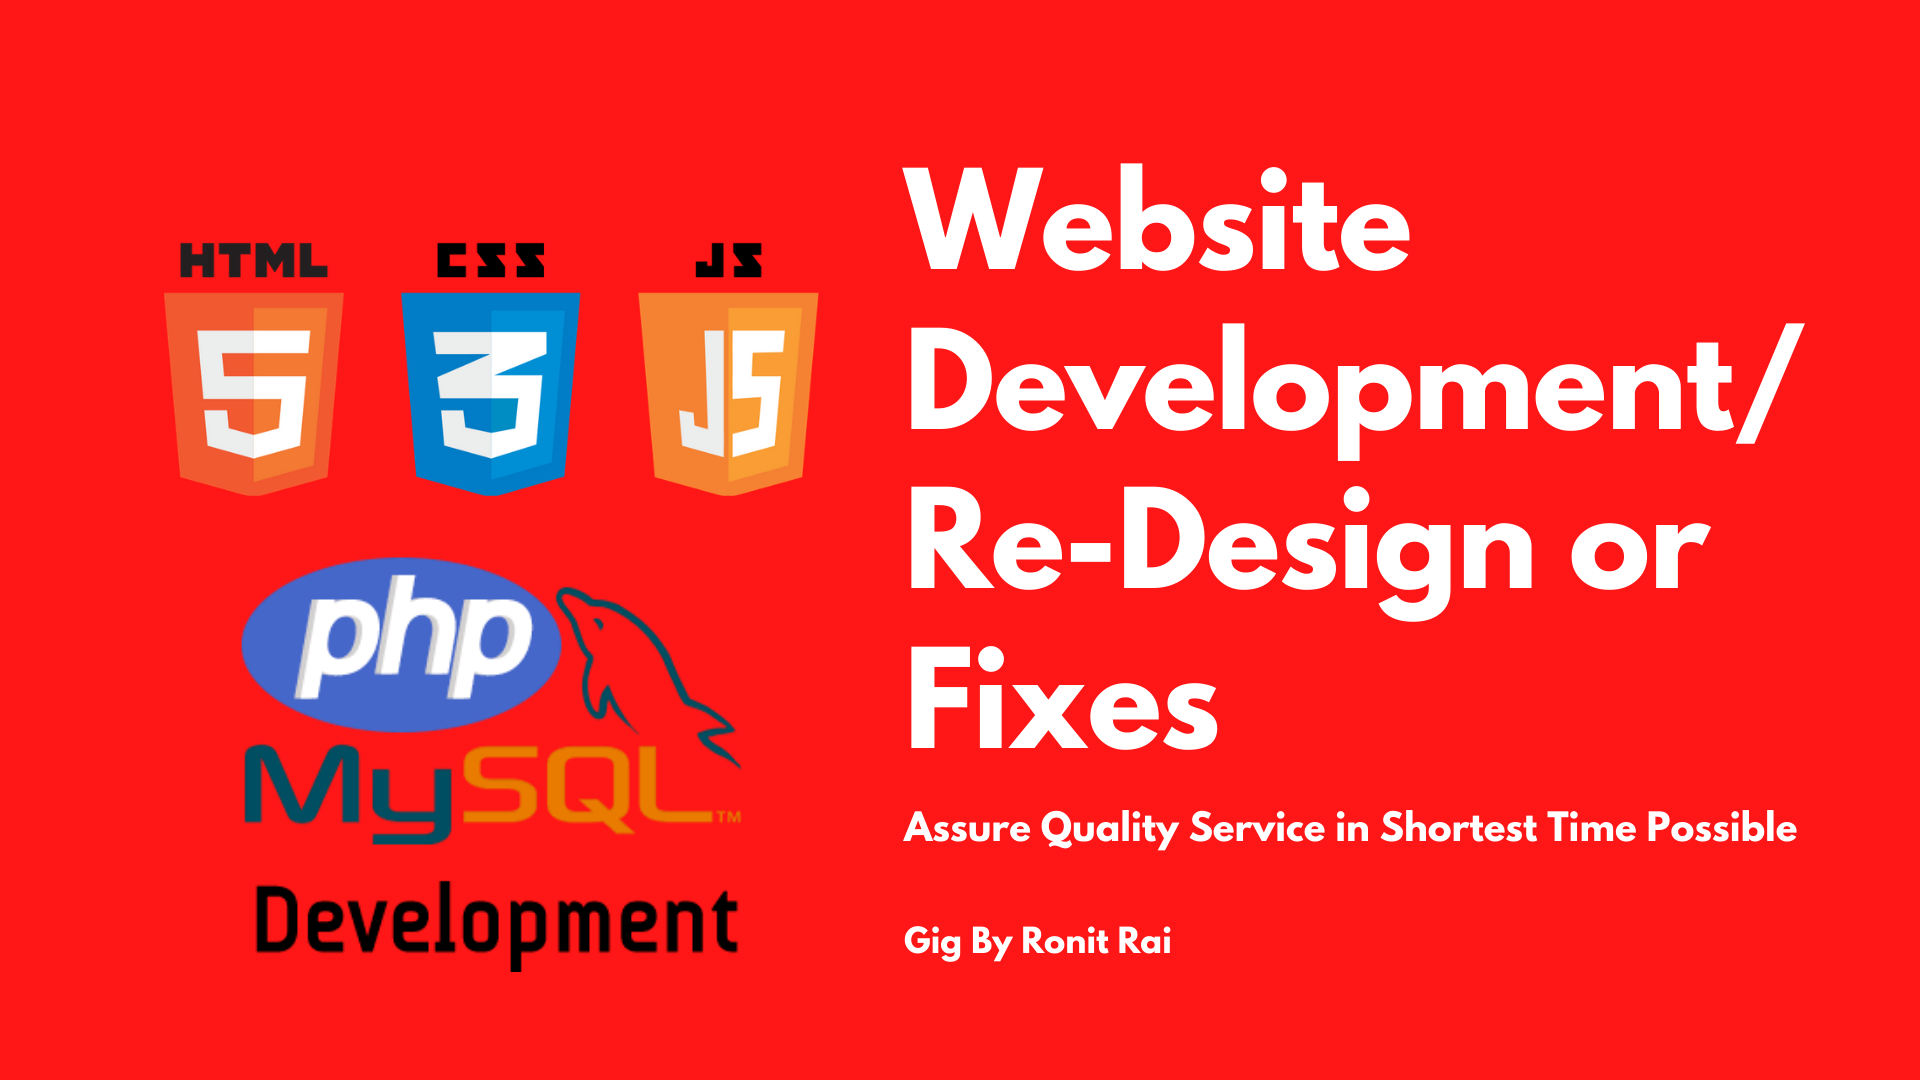 HTML CSS JS
5 3 JS
php
MySQL™
Development
Website
Development/
Re-Design or
Fixes
Assure Quality Service in Shortest Time Possible
Gig By Ronit Rai